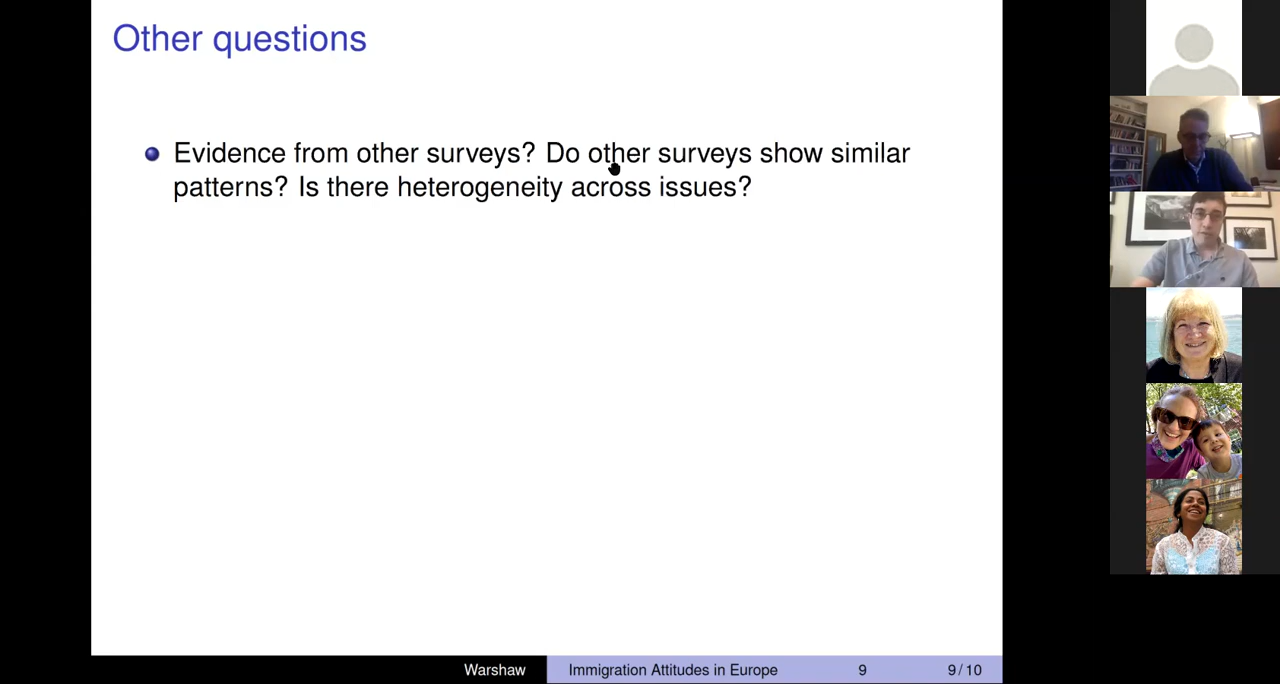 Other questions
Evidence from other surveys? Do other surveys show similar
patterns? Is there heterogeneity across issues?
Warshaw Immigration Attitudes in Europe 9 9/10